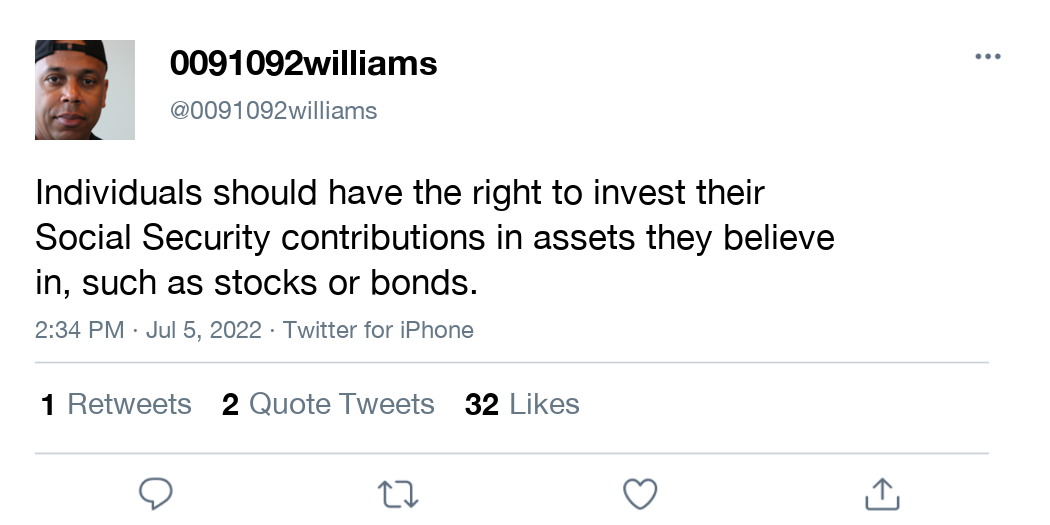 0091092williams
@0091092williams
Individuals should have the right to invest their
Social Security contributions in assets they believe
in, such as stocks or bonds.
2:34 PM · Jul 5, 2022 · Twitter for iPhone
1 Retweets 2 Quote Tweets 32 Likes